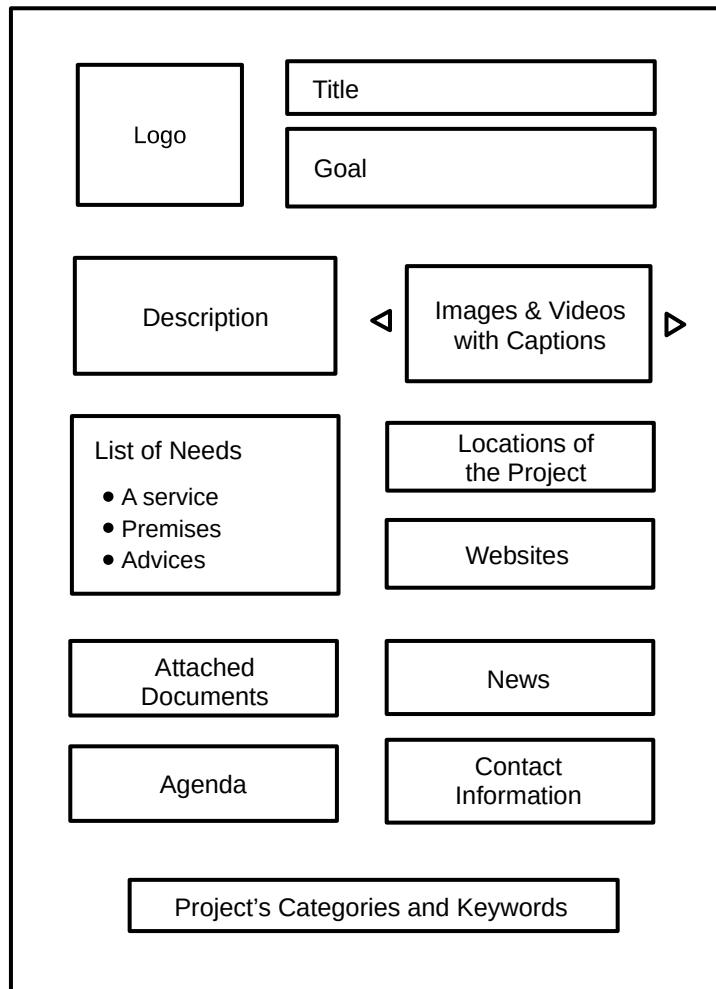 Logo
Title
Goal
Description
Images & Videos
with Captions
List of Needs
• A service
• Premises
• Advices
Locations of
the Project
Websites
Attached
Documents
News
Agenda
Contact
Information
Project’s Categories and Keywords